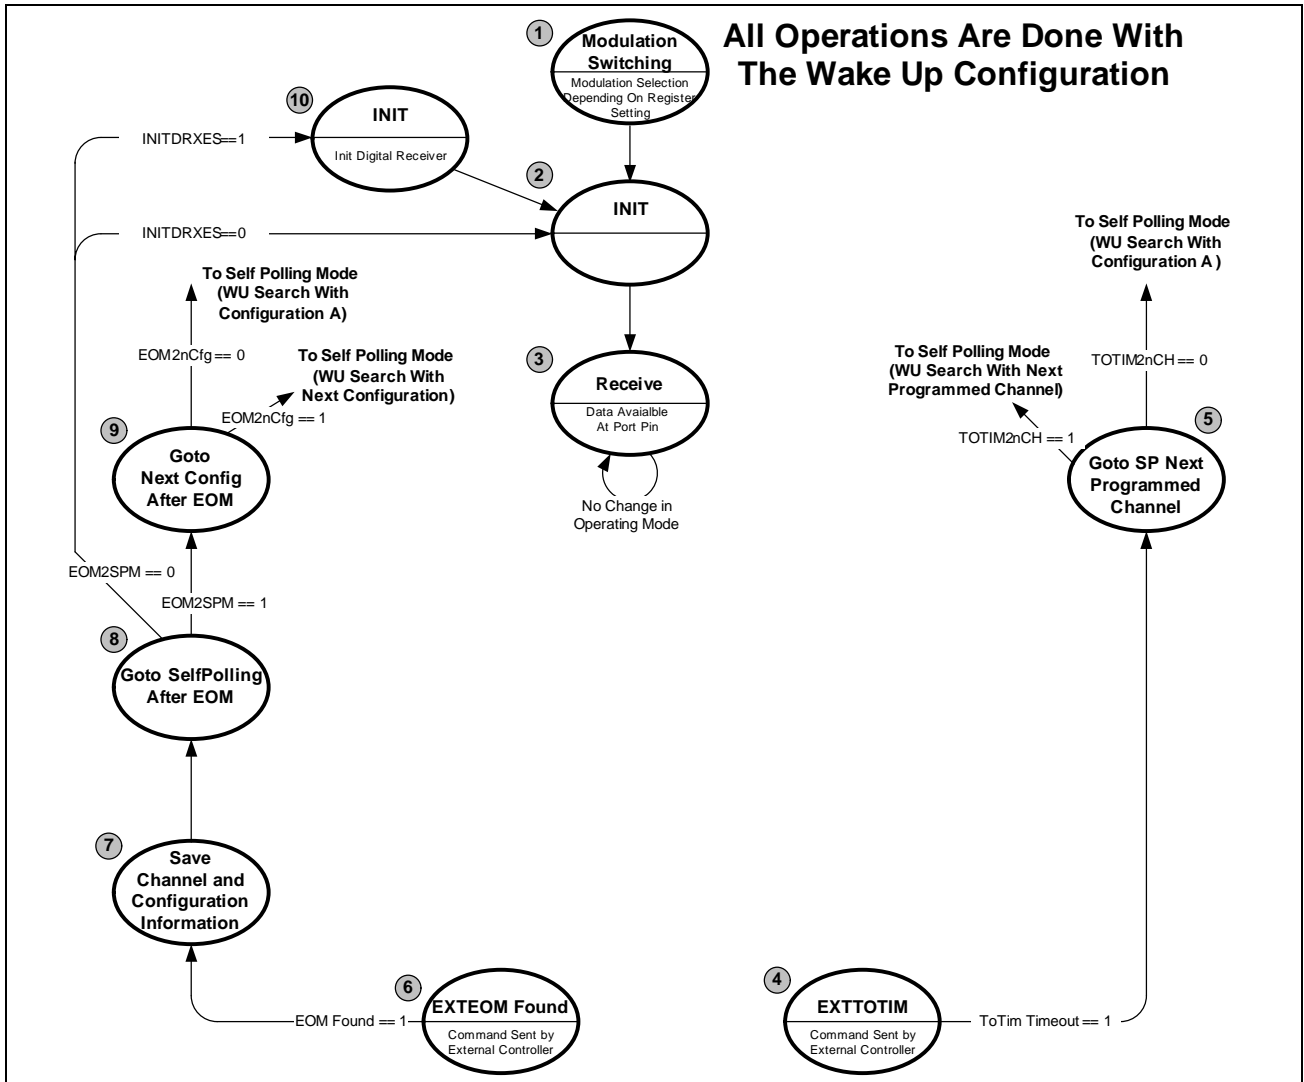 All Operations Are Done With
The Wake Up Configuration
1
Modulation
Switching
Modulation Selection
Depending On Register
Setting
10
INIT
Init Digital Receiver
INITDRXES==1
2
INIT
INITDRXES==0
To Self Polling Mode
(WU Search With
Configuration A )
To Self Polling Mode
(WU Search With
Configuration A)
EOM2nCfg == 0
To Self Polling Mode
(WU Search With
Next Configuration)
EOM2nCfg == 1
3
Receive
Data Avaialble
At Port Pin
No Change in
Operating Mode
To Self Polling Mode
(WU Search With Next
Programmed Channel)
TOTIM2nCH == 0
TOTIM2nCH == 1
5
Goto SP Next
Programmed
Channel
9
Goto
Next Config
After EOM
EOM2SPM == 0
EOM2SPM == 1
8
Goto SelfPolling
After EOM
7
Save
Channel and
Configuration
Information
6
EXTEOM Found
Command Sent by
External Controller
EOM Found == 1
4
EXTTOTIM
Command Sent by
External Controller
ToTim Timeout == 1